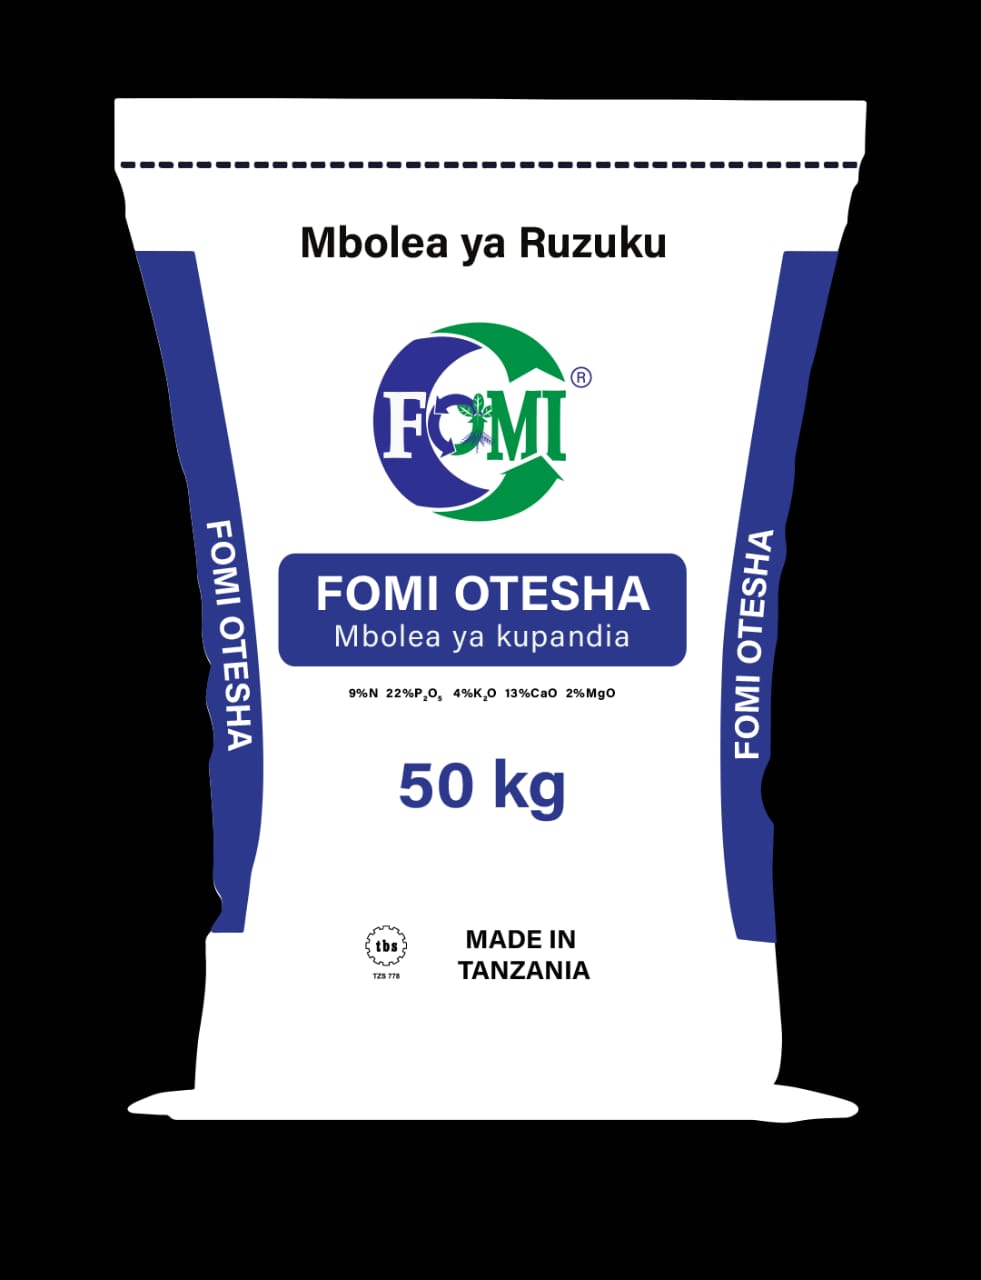 Mbolea ya Ruzuku
FOMI ®
FOMI OTESHA
Mbolea ya kupandia
9%N 22%P₂O₅ 4%K₂O 13%CaO 2%MgO
50 kg
FOMI OTESHA
FOMI OTESHA
tbs
TZS 778
MADE IN
TANZANIA